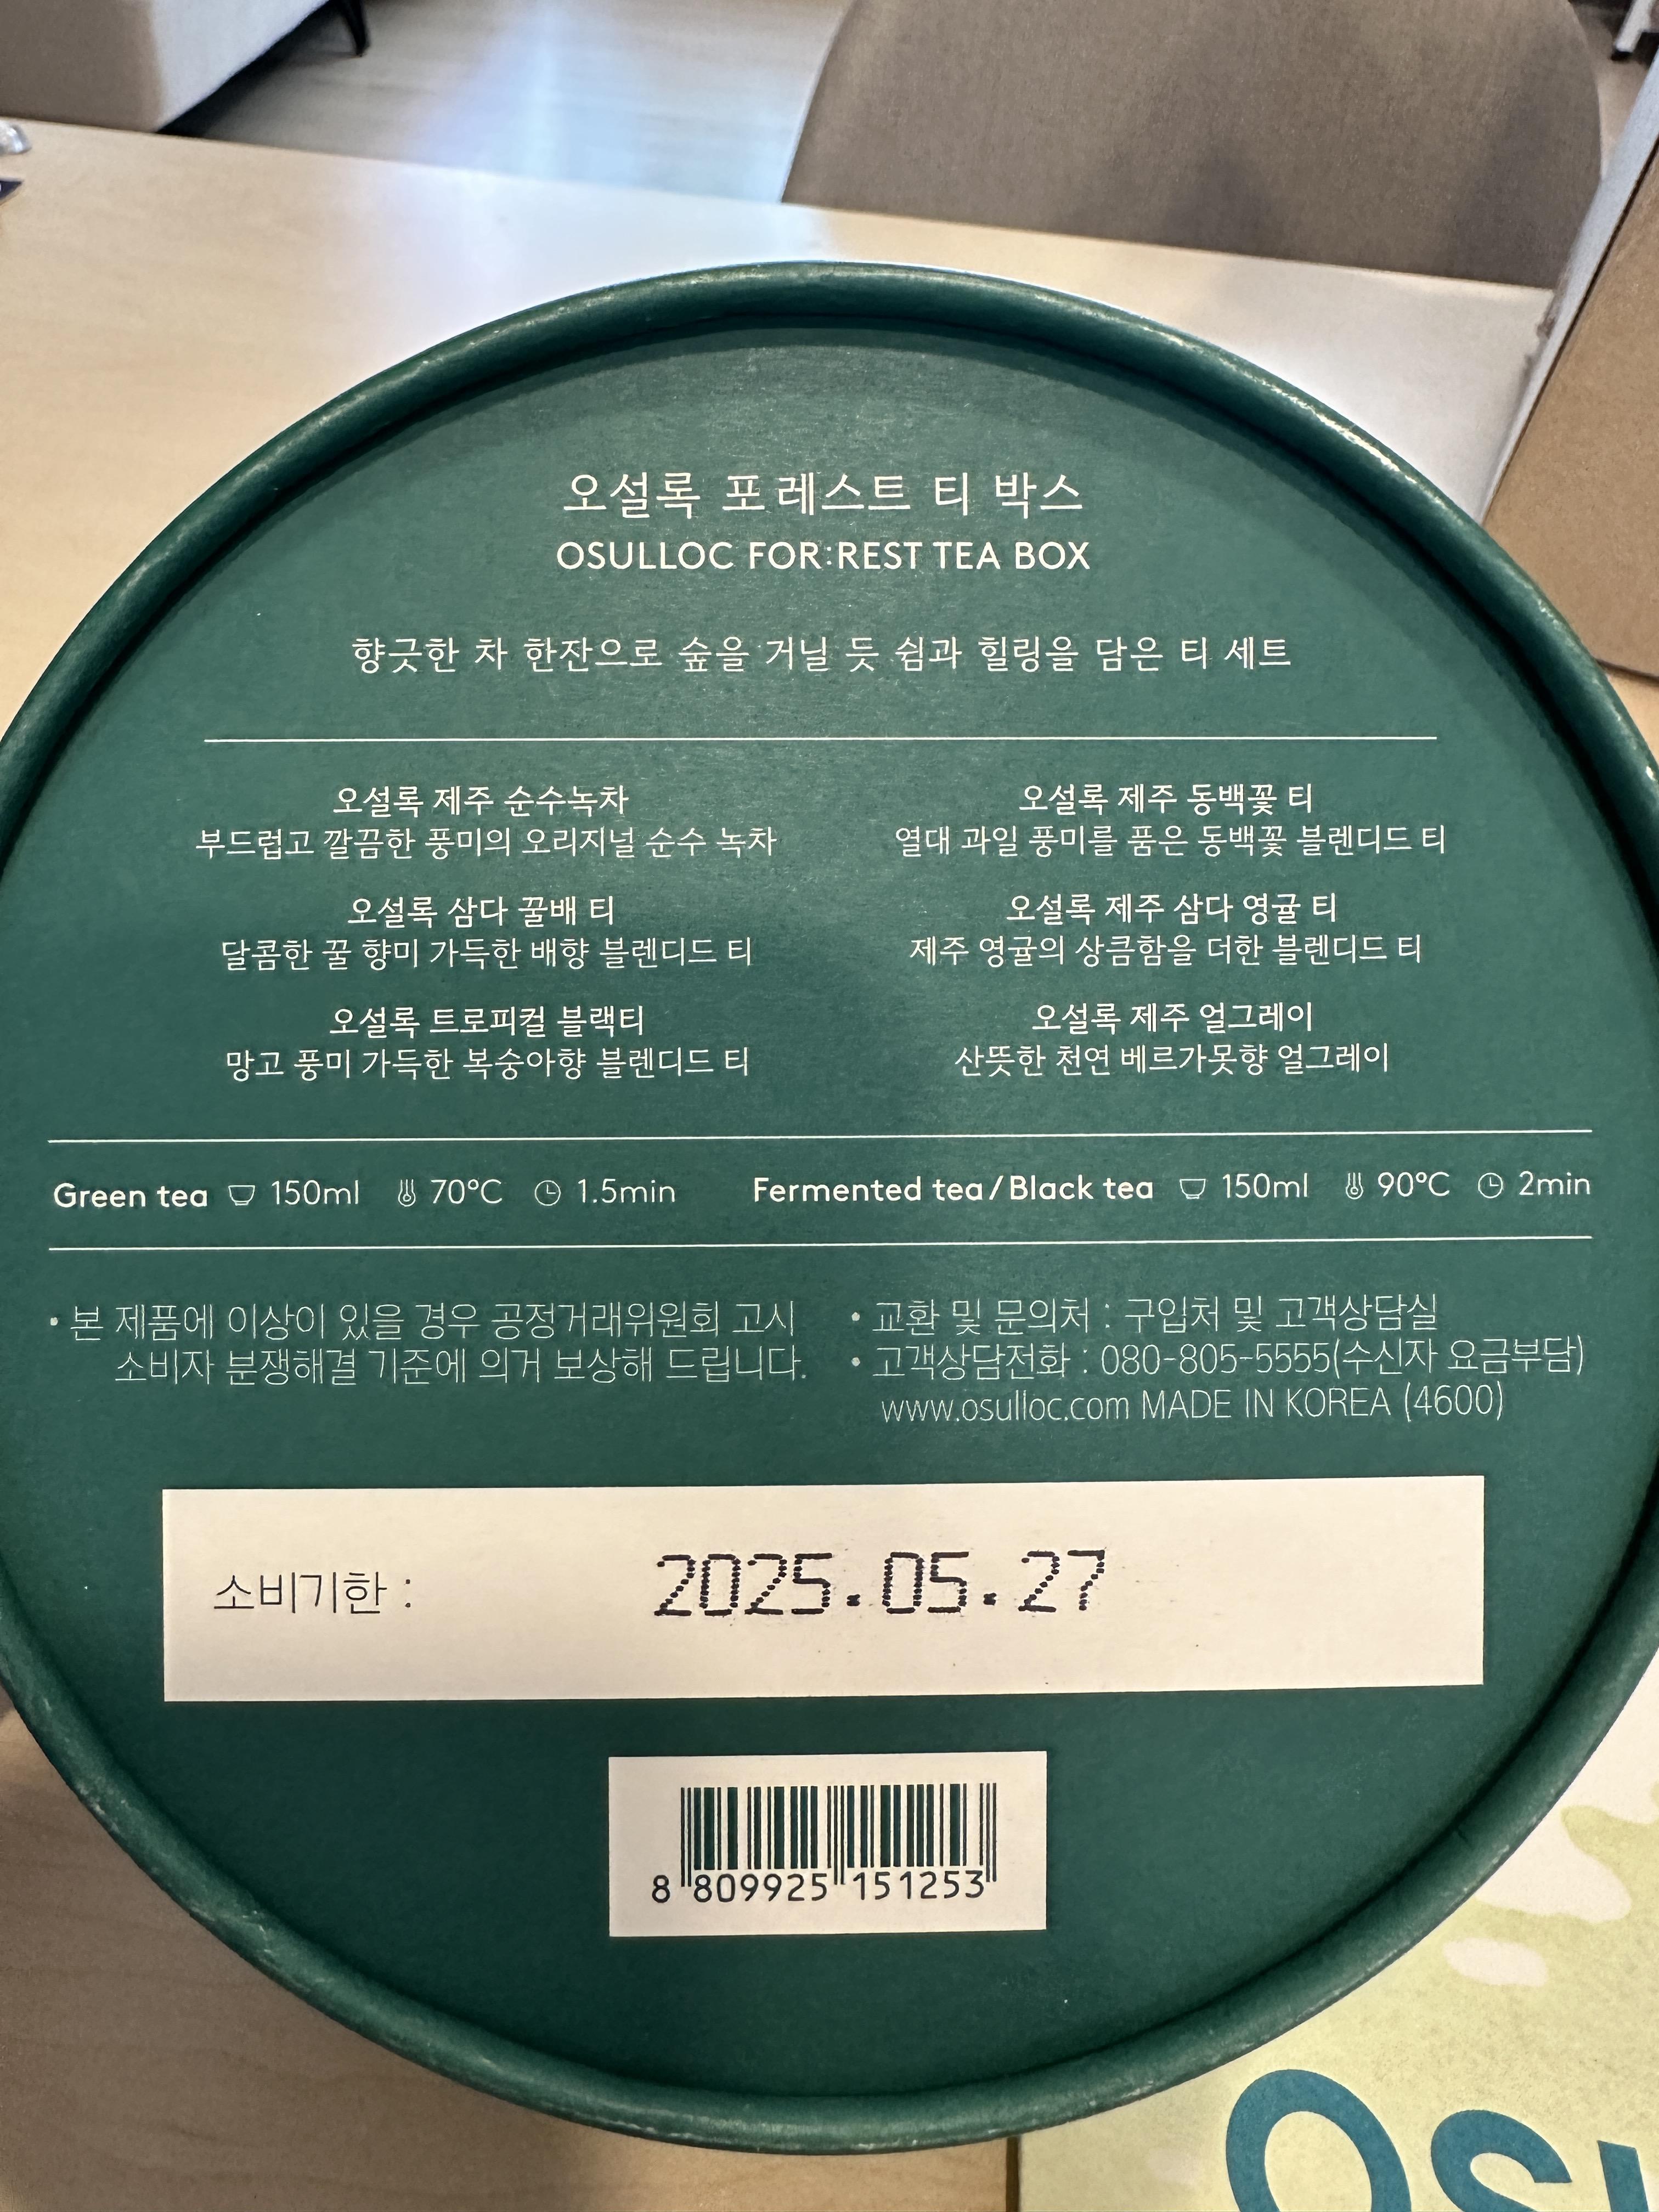 오설록 포레스트 티 박스
OSULLOC FOR:REST TEA BOX
향긋한 차 한잔으로 숲을 거닐 듯 쉼과 힐링을 담은 티 세트
오설록 제주 순수녹차
부드럽고 깔끔한 풍미의 오리지널 순수 녹차
오설록 삼다 꿀배 티
달콤한 꿀 향미 가득한 배향 블렌디드 티
오설록 트로피컬 블랙티
망고 풍미 가득한 복숭아향 블렌디드 티
오설록 제주 동백꽃 티
열대 과일 풍미를 품은 동백꽃 블렌디드 티
오설록 제주 삼다 영귤 티
제주 영귤의 상큼함을 더한 블렌디드 티
오설록 제주 얼그레이
산뜻한 천연 베르가못향 얼그레이
Green tea 150ml 70°C 1.5min
Fermented tea/Black tea 150ml 90°C 2min
• 본 제품에 이상이 있을 경우 공정거래위원회 고시
소비자 분쟁해결 기준에 의거 보상해 드립니다.
• 교환 및 문의처 : 구입처 및 고객상담실
• 고객상담전화 : 080-805-5555(수신자 요금부담)
www.osulloc.com MADE IN KOREA (4600)
소비기한 : 2025.05.27
8 809925 151253